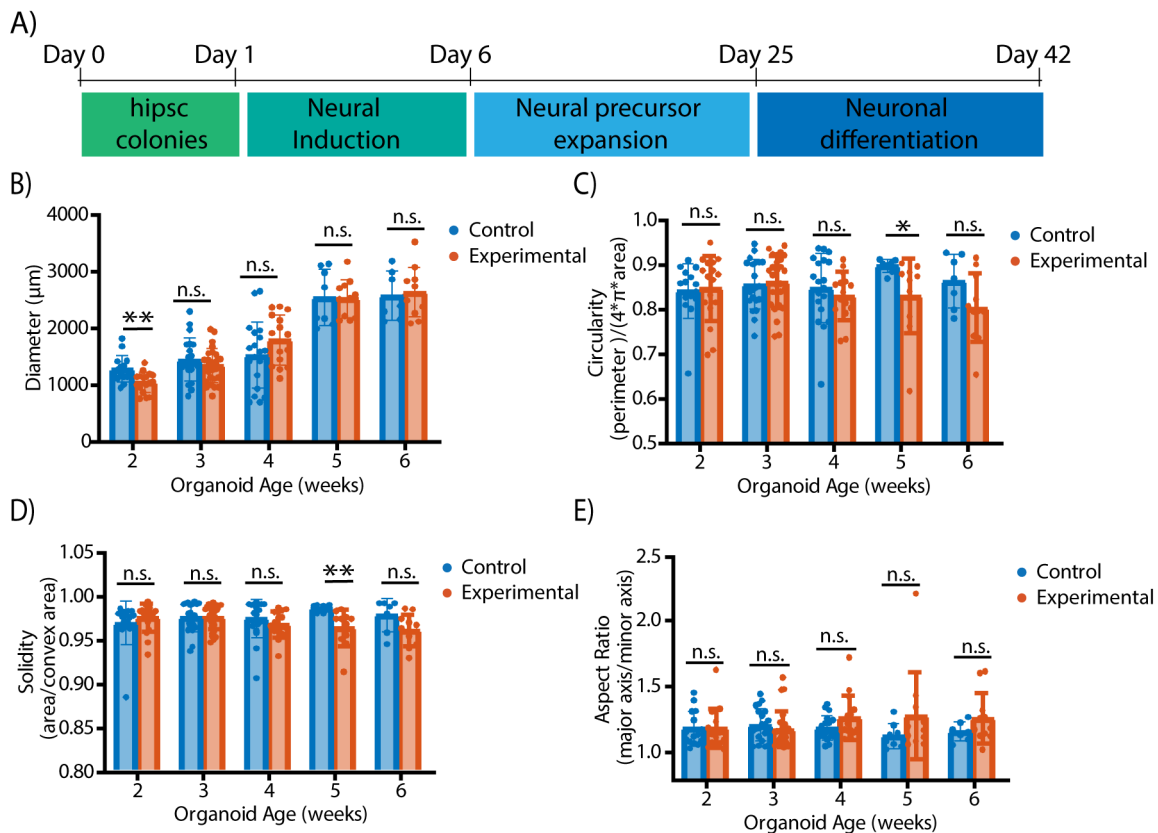 A)
Day 0 Day 1 Day 6 Day 25 Day 42
hipsc
colonies
Neural
Induction
Neural precursor
expansion
Neuronal
differentiation
B)
Diameter (µm)
4000
3000
2000
1000
0
**
n.s.
n.s.
n.s.
n.s.
Control
Experimental
2 3 4 5 6
Organoid Age (weeks)
C)
Circularity
(perimeter )/(4*π*area)
1.0
0.9
0.8
0.7
0.6
0.5
n.s.
n.s.
n.s.
*
n.s.
Control
Experimental
2 3 4 5 6
Organoid Age (weeks)
D)
Solidity
(area/convex area)
1.05
1.00
0.95
0.90
0.85
0.80
n.s.
n.s.
n.s.
**
n.s.
Control
Experimental
2 3 4 5 6
Organoid Age (weeks)
E)
Aspect Ratio
(major axis/minor axis)
2.5
2.0
1.5
1.0
n.s.
n.s.
n.s.
n.s.
n.s.
Control
Experimental
2 3 4 5 6
Organoid Age (weeks)